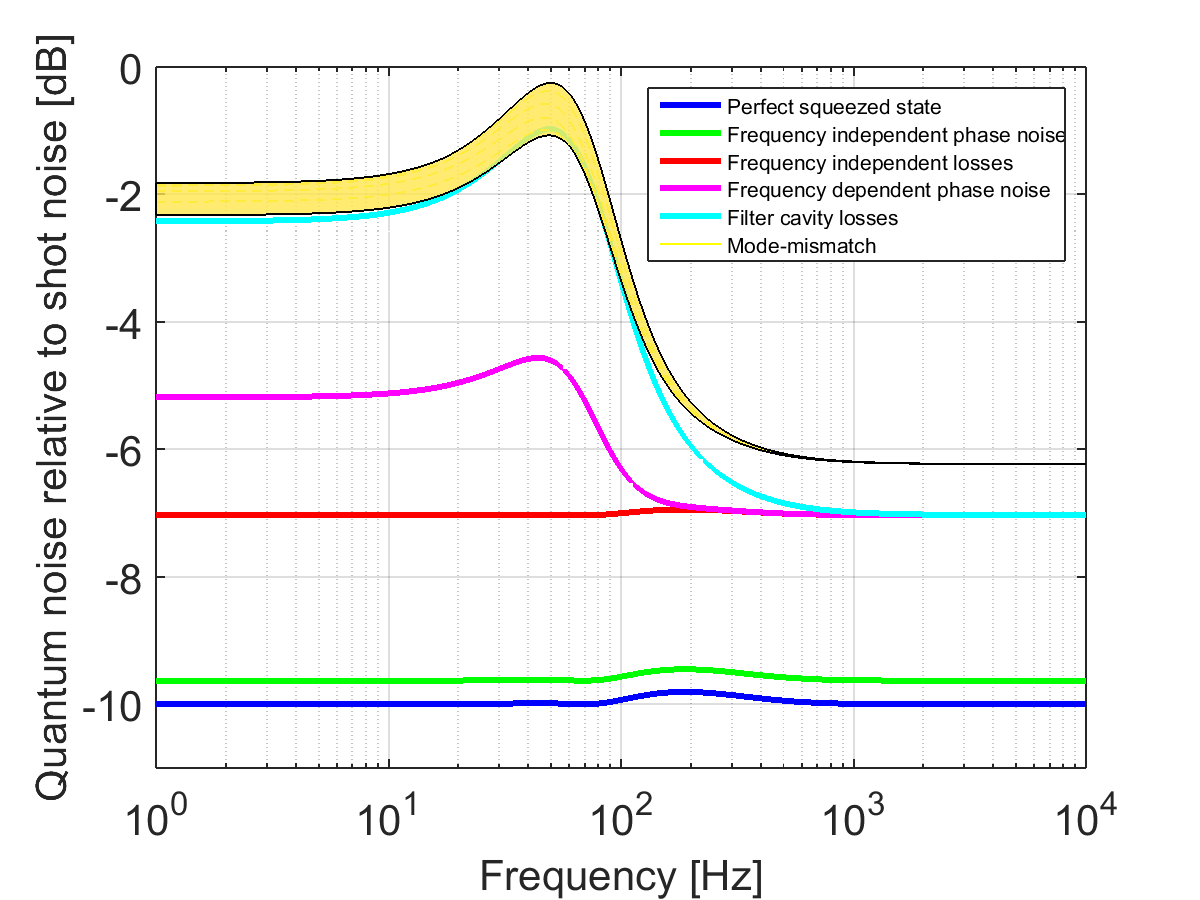 Quantum noise relative to shot noise [dB]
0
-2
-4
-6
-8
-10
Perfect squeezed state
Frequency independent phase noise
Frequency independent losses
Frequency dependent phase noise
Filter cavity losses
Mode-mismatch
10^0 10^1 10^2 10^3 10^4
Frequency [Hz]